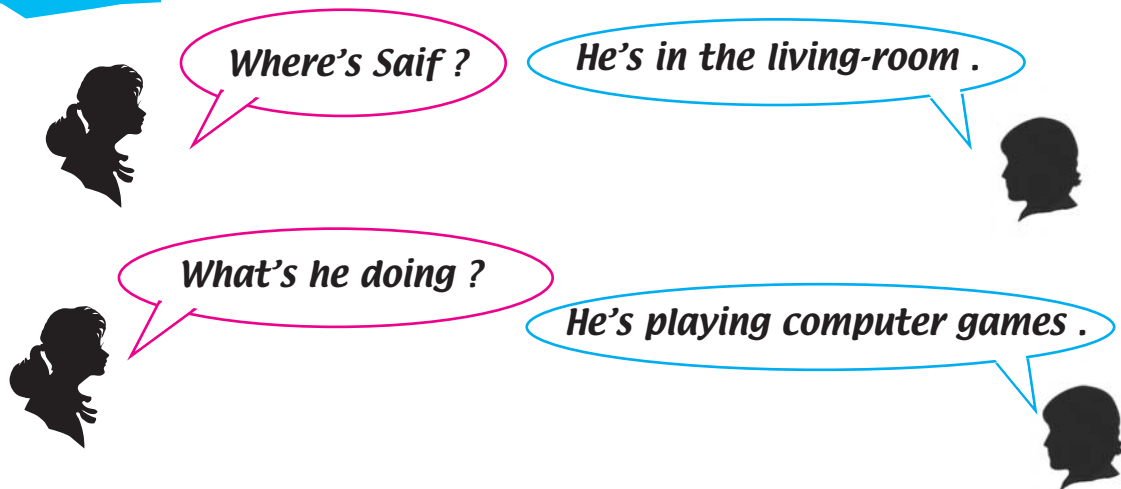 Where's Saif ?
He's in the living-room .
What's he doing ?
He's playing computer games .